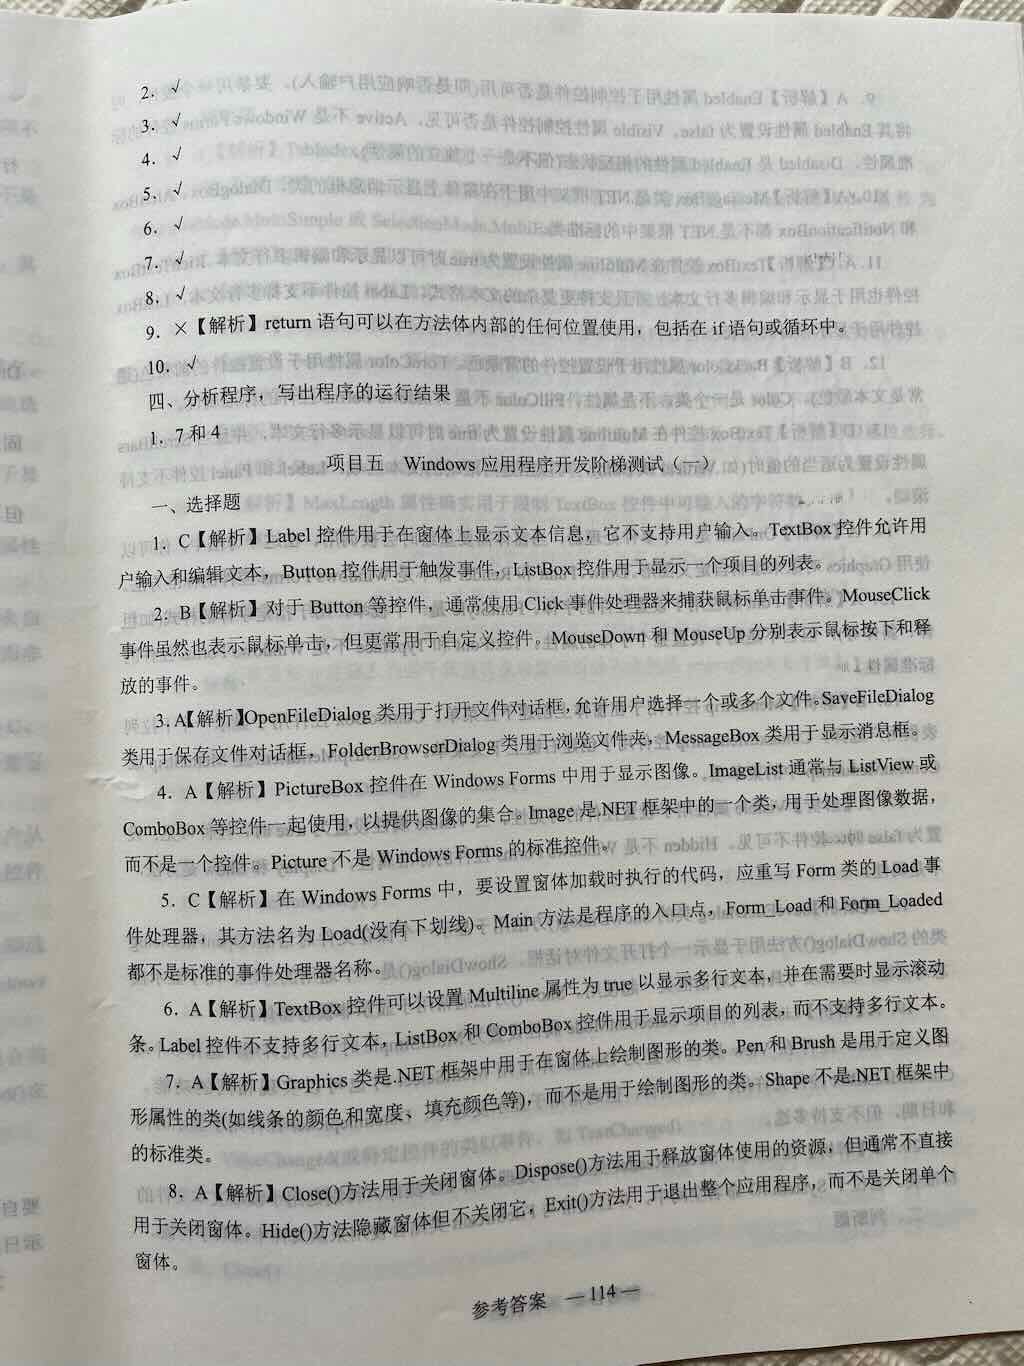 2．√
3．√
4．√
5．√
6．√
7．√
8．√
9．×【解析】return 语句可以在方法体内部的任何位置使用，包括在 if 语句或循环中。
10．√
四、分析程序，写出程序的运行结果
1．7 和 4
项目五 Windows 应用程序开发阶梯测试（一）
一、选择题
1．C【解析】Label 控件用于在窗体上显示文本信息，它不支持用户输入。TextBox 控件允许用
户输入和编辑文本，Button 控件用于触发事件，ListBox 控件用于显示一个项目的列表。
2．B【解析】对于 Button 等控件，通常使用 Click 事件处理器来捕获鼠标单击事件。MouseClick
事件虽然也表示鼠标单击，但更常用于自定义控件。MouseDown 和 MouseUp 分别表示鼠标按下和释
放的事件。
3．A【解析】OpenFileDialog 类用于打开文件对话框，允许用户选择一个或多个文件。SaveFileDialog
类用于保存文件对话框，FolderBrowserDialog 类用于浏览文件夹，MessageBox 类用于显示消息框。
4．A【解析】PictureBox 控件在 Windows Forms 中用于显示图像。ImageList 通常与 ListView 或
ComboBox 等控件一起使用，以提供图像的集合。Image 是.NET 框架中的一个类，用于处理图像数据，
而不是一个控件。Picture 不是 Windows Forms 的标准控件。
5．C【解析】在 Windows Forms 中，要设置窗体加载时执行的代码，应重写 Form 类的 Load 事
件处理器，其方法名为 Load(没有下划线)。Main 方法是程序的入口点，Form_Load 和 Form_Loaded
都不是标准的事件处理器名称。
6．A【解析】TextBox 控件可以设置 Multiline 属性为 true 以显示多行文本，并在需要时显示滚动
条。Label 控件不支持多行文本，ListBox 和 ComboBox 控件用于显示项目的列表，而不支持多行文本。
7．A【解析】Graphics 类是.NET 框架中用于在窗体上绘制图形的类。Pen 和 Brush 是用于定义图
形属性的类(如线条的颜色和宽度、填充颜色等)，而不是用于绘制图形的类。Shape 不是.NET 框架中
的标准类。
8．A【解析】Close()方法用于关闭窗体。Dispose()方法用于释放窗体使用的资源，但通常不直接
用于关闭窗体。Hide()方法隐藏窗体但不关闭它，Exit()方法用于退出整个应用程序，而不是关闭单个
窗体。
参考答案 — 114 —